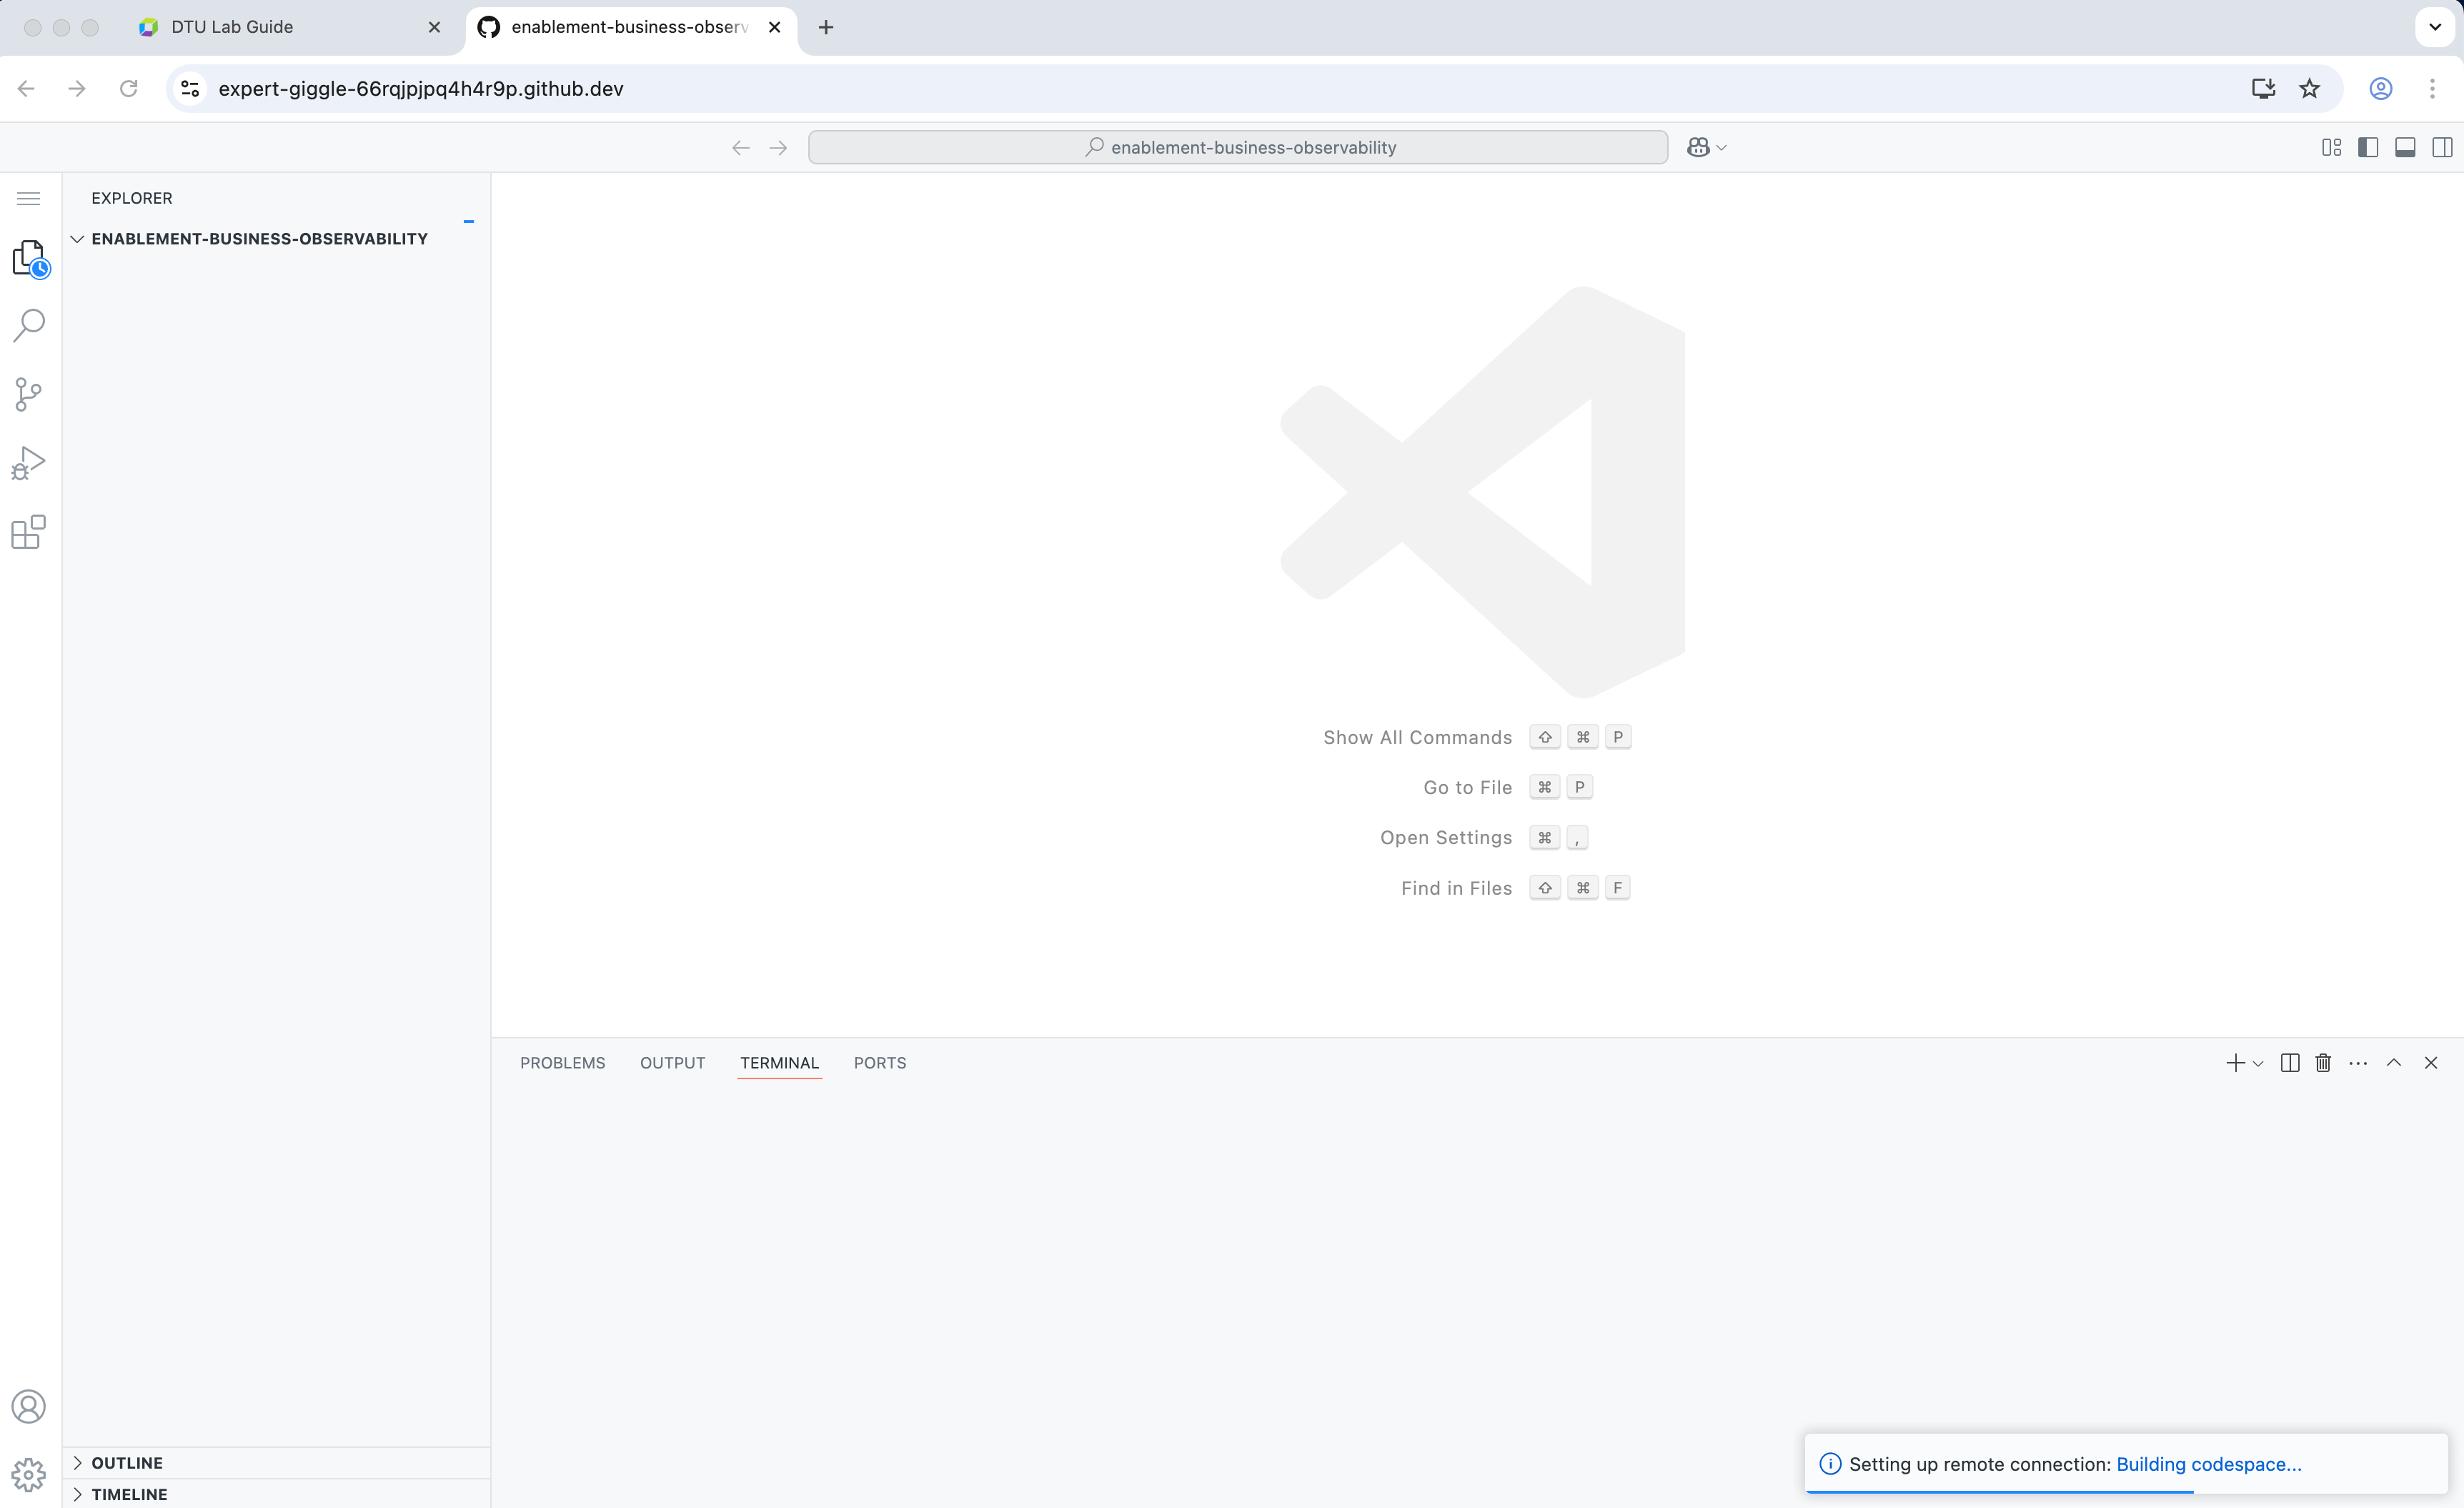 DTU Lab Guide
enablement-business-observ
expert-giggle-66rqjpjpq4h4r9p.github.dev
enablement-business-observability
EXPLORER
ENABLEMENT-BUSINESS-OBSERVABILITY
Show All Commands ⇧ ⌘ P
Go to File ⌘ P
Open Settings ⌘ ,
Find in Files ⇧ ⌘ F
PROBLEMS OUTPUT TERMINAL PORTS
OUTLINE
TIMELINE
Setting up remote connection: Building codespace...